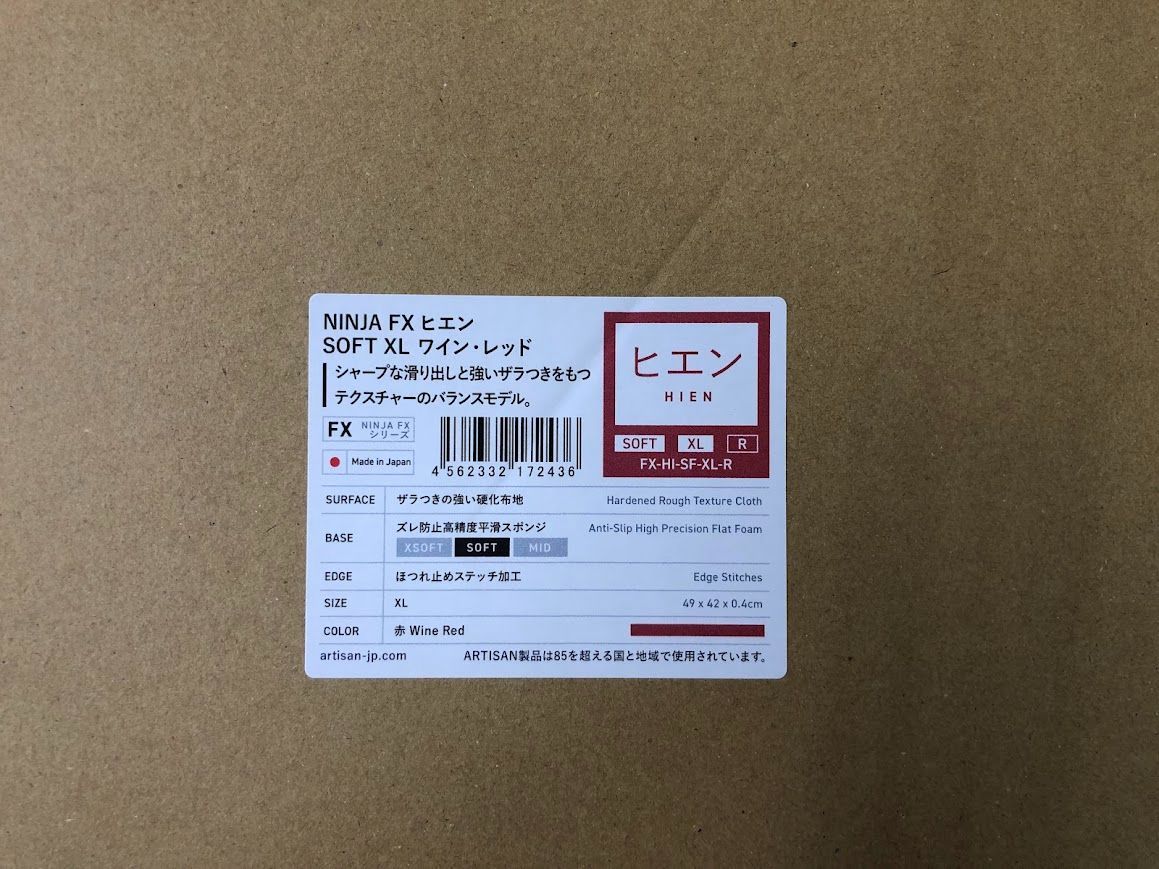 NINJA FX ヒエン
SOFT XL ワイン・レッド
シャープな滑り出しと強いザラつきをもつ
テクスチャーのバランスモデル。
FX NINJA FX
シリーズ
Made in Japan
4 562332 172436
ヒエン
HIEN
SOFT XL R
FX-HI-SF-XL-R
SURFACE ザラつきの強い硬化布地 Hardened Rough Texture Cloth
BASE ズレ防止高精度平滑スポンジ Anti-Slip High Precision Flat Foam
XSOFT SOFT MID
EDGE ほつれ止めステッチ加工 Edge Stitches
SIZE XL 49 x 42 x 0.4cm
COLOR 赤 Wine Red
artisan-jp.com ARTISAN製品は85を超える国と地域で使用されています。